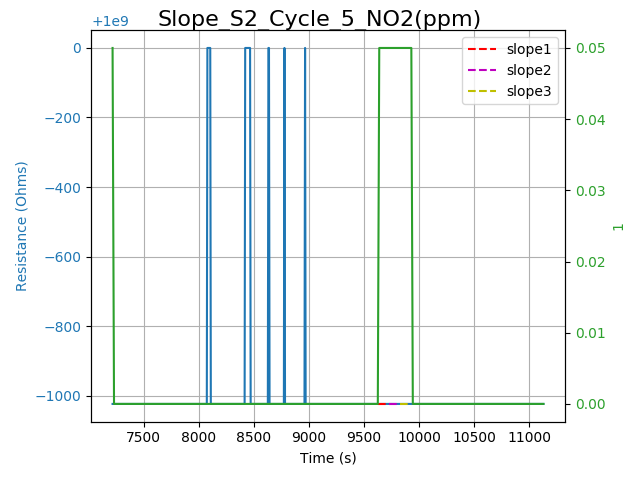 Slope_S2_Cycle_5_NO2(ppm)
+1e9
0
−200
−400
−600
−800
−1000
Resistance (Ohms)
slope1
slope2
slope3
0.05
0.04
0.03
0.02
0.01
0.00
1
7500 8000 8500 9000 9500 10000 10500 11000
Time (s)